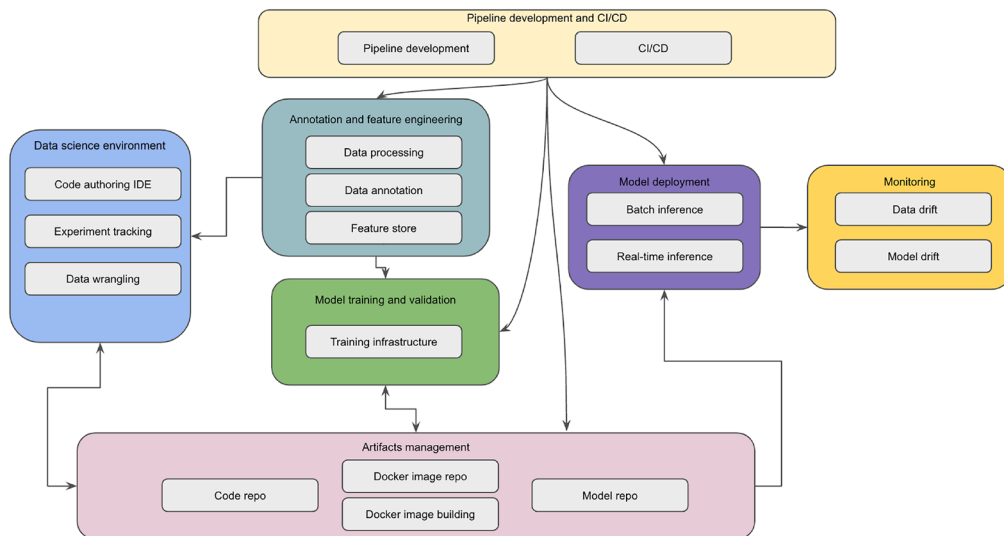 Pipeline development and CI/CD
Pipeline development
CI/CD
Annotation and feature engineering
Data processing
Data annotation
Feature store
Data science environment
Code authoring IDE
Experiment tracking
Data wrangling
Model deployment
Batch inference
Real-time inference
Monitoring
Data drift
Model drift
Model training and validation
Training infrastructure
Artifacts management
Code repo
Docker image repo
Docker image building
Model repo